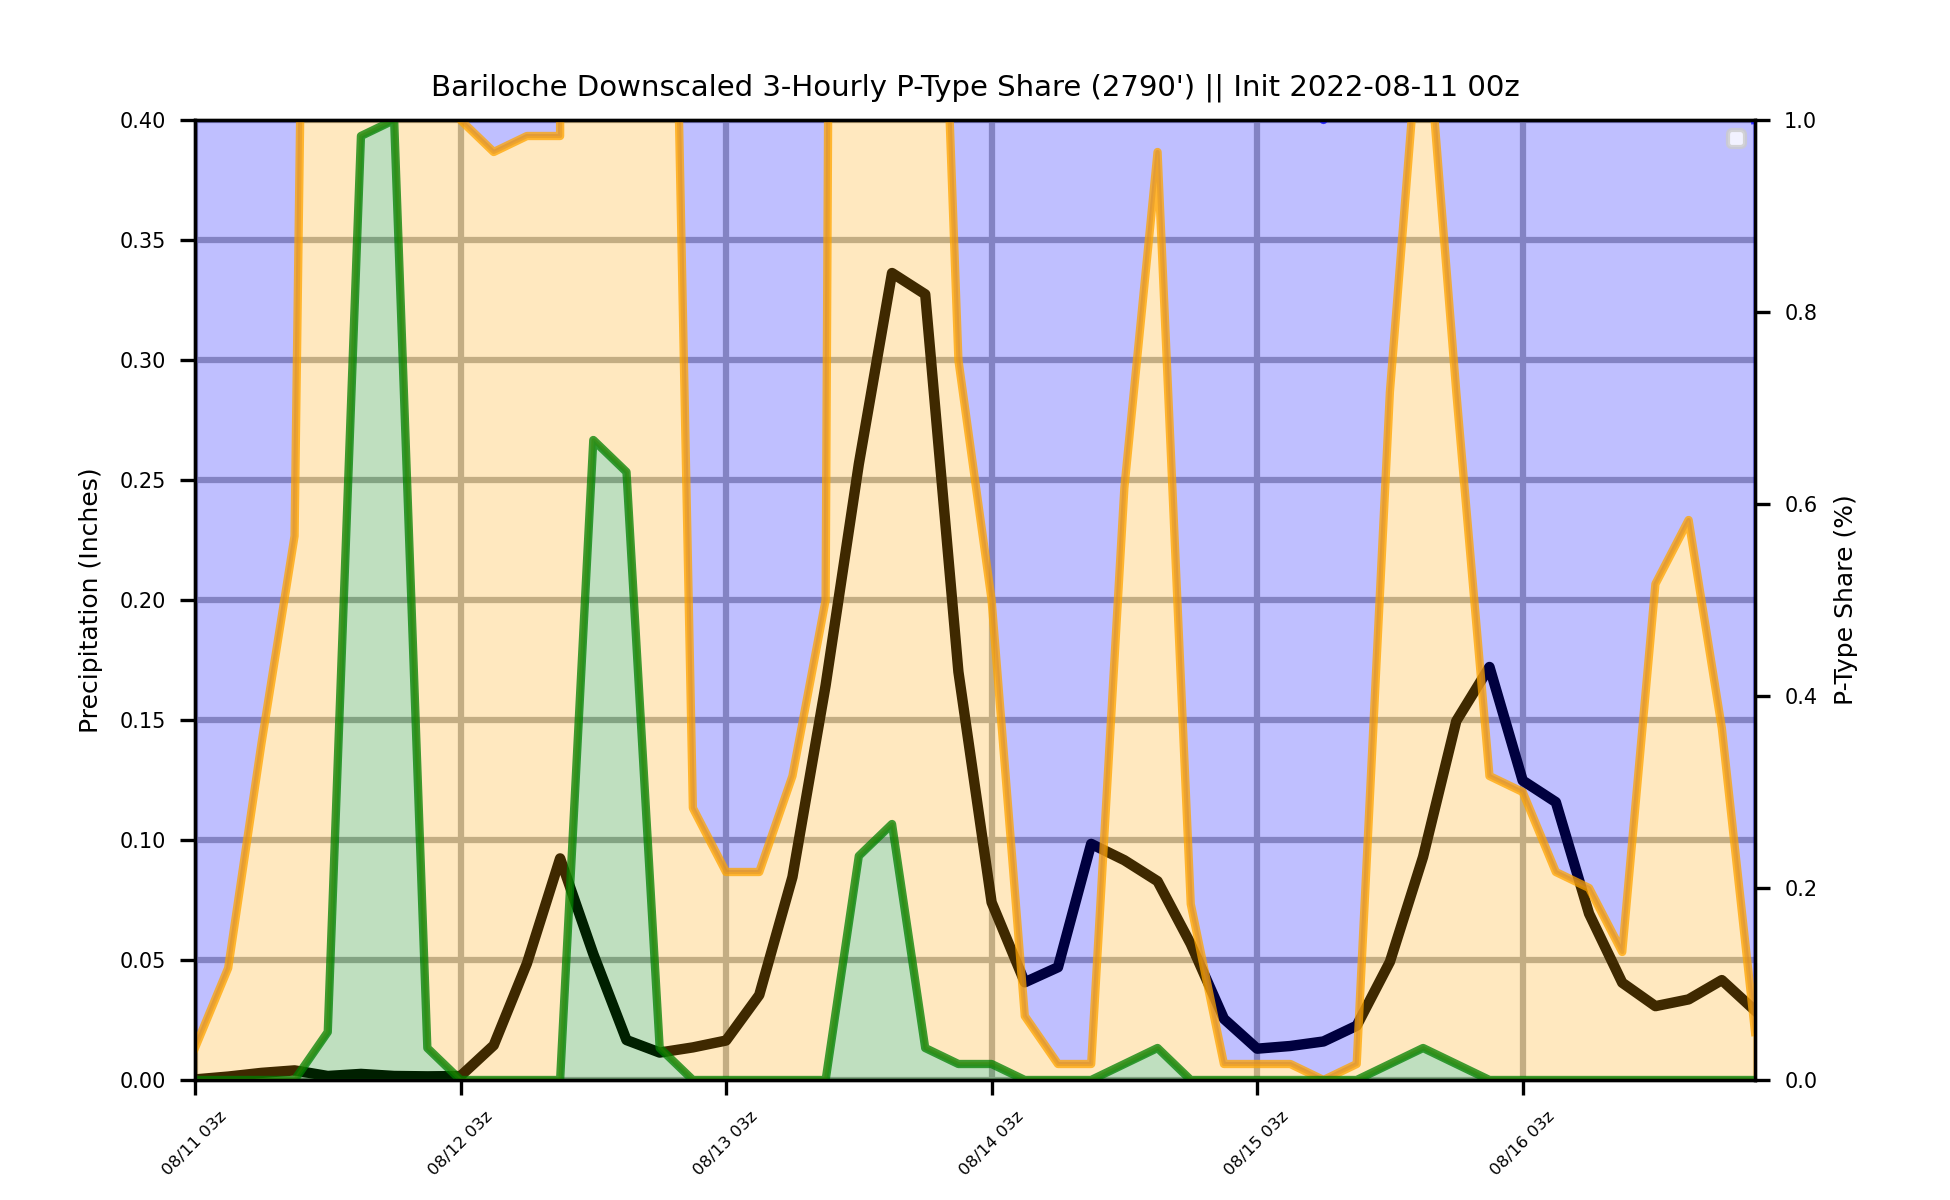 Bariloche Downscaled 3-Hourly P-Type Share (2790') || Init 2022-08-11 00z
0.40
0.35
0.30
0.25
0.20
0.15
0.10
0.05
0.00
Precipitation (Inches)
1.0
0.8
0.6
0.4
0.2
0.0
P-Type Share (%)
08/11 03z
08/12 03z
08/13 03z
08/14 03z
08/15 03z
08/16 03z